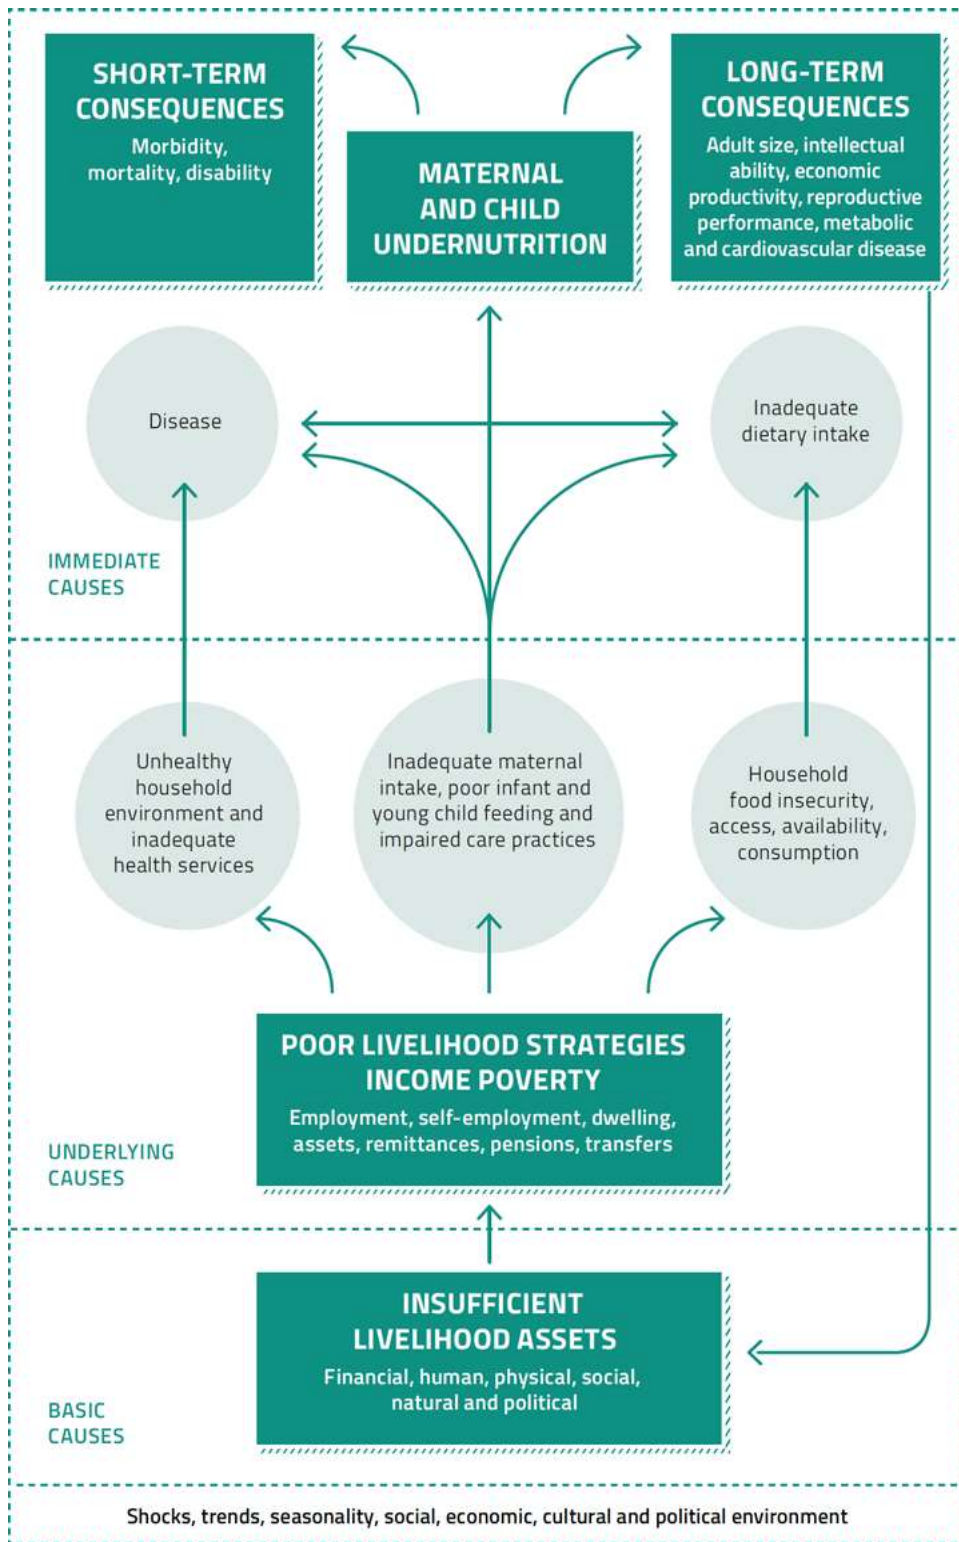 SHORT-TERM
CONSEQUENCES
Morbidity,
mortality, disability
MATERNAL
AND CHILD
UNDERNUTRITION
LONG-TERM
CONSEQUENCES
Adult size, intellectual
ability, economic
productivity, reproductive
performance, metabolic
and cardiovascular disease
Disease
Inadequate
dietary intake
IMMEDIATE
CAUSES
Unhealthy
household
environment and
inadequate
health services
Inadequate maternal
intake, poor infant and
young child feeding and
impaired care practices
Household
food insecurity,
access, availability,
consumption
POOR LIVELIHOOD STRATEGIES
INCOME POVERTY
Employment, self-employment, dwelling,
assets, remittances, pensions, transfers
UNDERLYING
CAUSES
INSUFFICIENT
LIVELIHOOD ASSETS
Financial, human, physical, social,
natural and political
BASIC
CAUSES
Shocks, trends, seasonality, social, economic, cultural and political environment